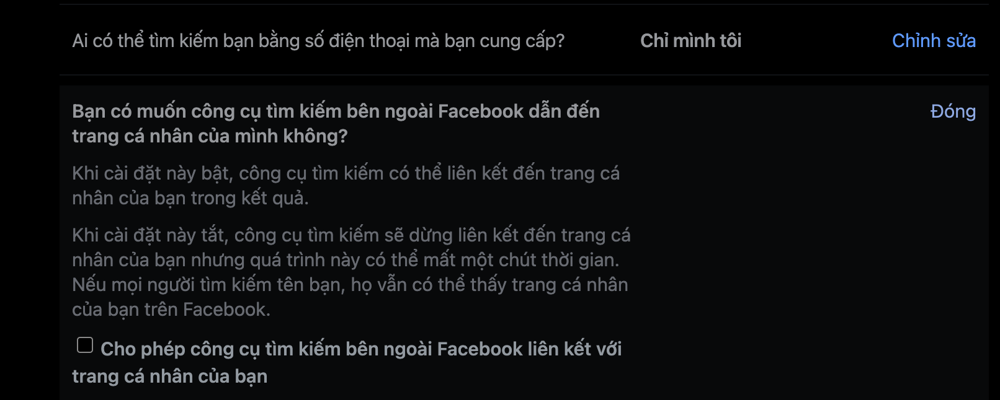 Ai có thể tìm kiếm bạn bằng số điện thoại mà bạn cung cấp? Chỉ mình tôi Chỉnh sửa
Bạn có muốn công cụ tìm kiếm bên ngoài Facebook dẫn đến Đóng
trang cá nhân của mình không?
Khi cài đặt này bật, công cụ tìm kiếm có thể liên kết đến trang cá
nhân của bạn trong kết quả.
Khi cài đặt này tắt, công cụ tìm kiếm sẽ dừng liên kết đến trang cá
nhân của bạn nhưng quá trình này có thể mất một chút thời gian.
Nếu mọi người tìm kiếm tên bạn, họ vẫn có thể thấy trang cá nhân
của bạn trên Facebook.
Cho phép công cụ tìm kiếm bên ngoài Facebook liên kết với
trang cá nhân của bạn